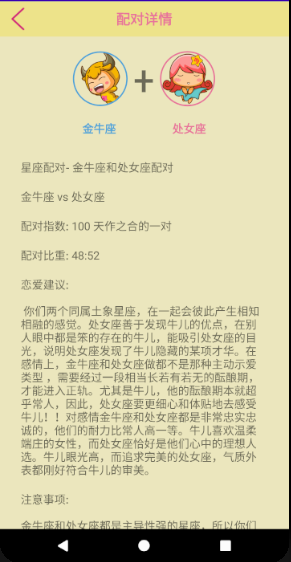 配对详情
金牛座
处女座
星座配对- 金牛座和处女座配对
金牛座 vs 处女座
配对指数: 100 天作之合的一对
配对比重: 48:52
恋爱建议:
你们两个同属土象星座，在一起会彼此产生相知
相融的感觉。处女座善于发现牛儿的优点，在别
人眼中都是笨的存在的牛儿，能吸引处女座的目
光，说明处女座发现了牛儿隐藏的某项才华。在
感情上，金牛座和处女座做都不是那种主动示爱
类型 ，需要经过一段相当长若有若无的酝酿期，
才能进入正轨。尤其是牛儿，他的酝酿期本就超
乎常人，因此，处女座要更细心和体贴地去感受
牛儿！！对感情金牛座和处女座都是非常忠实忠
诚的，他们的耐力比常人高一等。牛儿喜欢温柔
端庄的女性，而处女座恰好是他们心中的理想人
选。牛儿眼光高，而追求完美的处女座，气质外
表都刚好符合牛儿的审美。
注意事项:
金牛座和处女座都是主导性强的星座，所以你们